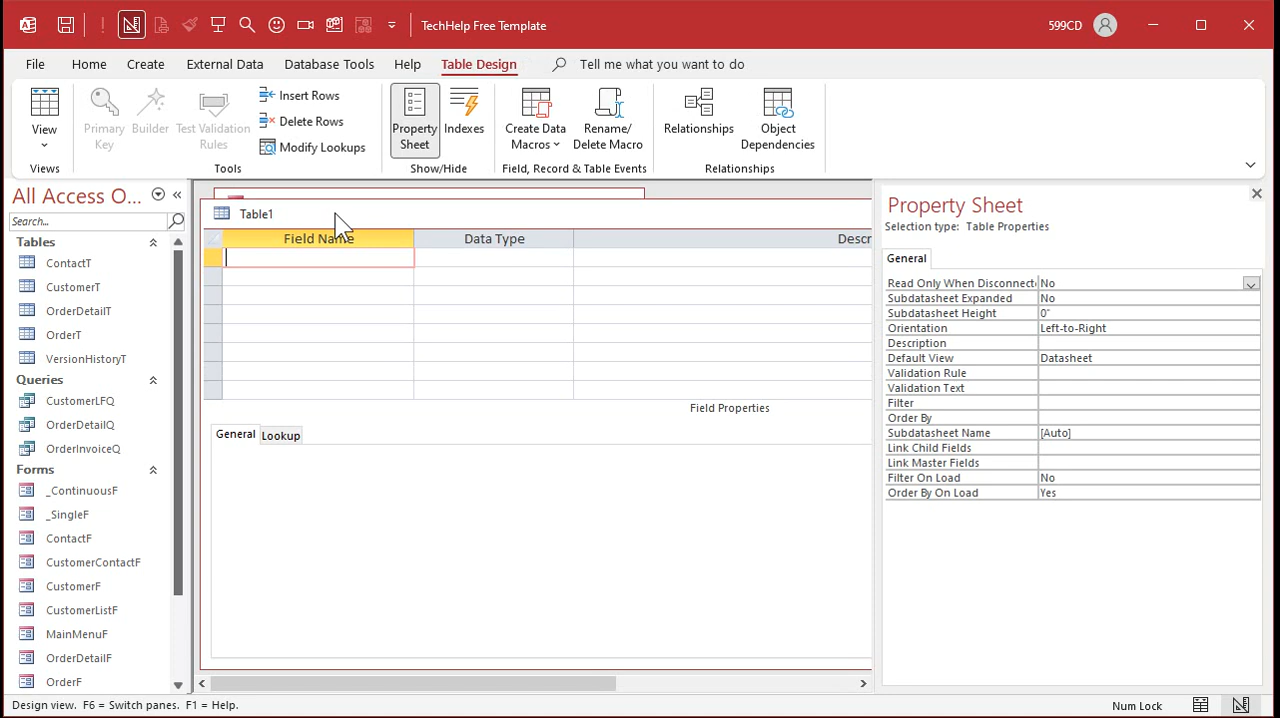 TechHelp Free Template
599CD
File Home Create External Data Database Tools Help Table Design Tell me what you want to do
View
Primary Key
Builder
Test Validation Rules
Insert Rows
Delete Rows
Modify Lookups
Property Sheet
Indexes
Create Data Macros
Rename/ Delete Macro
Relationships
Object Dependencies
Views Tools Show/Hide Field, Record & Table Events Relationships
All Access O...
Search...
Tables
ContactT
CustomerT
OrderDetailT
OrderT
VersionHistoryT
Queries
CustomerLFQ
OrderDetailQ
OrderInvoiceQ
Forms
_ContinuousF
_SingleF
ContactF
CustomerContactF
CustomerF
CustomerListF
MainMenuF
OrderDetailF
OrderF
Table1
Field Name Data Type Descr
Field Properties
General Lookup
Property Sheet
Selection type: Table Properties
General
Read Only When Disconnect No
Subdatasheet Expanded No
Subdatasheet Height 0"
Orientation Left-to-Right
Description
Default View Datasheet
Validation Rule
Validation Text
Filter
Order By
Subdatasheet Name [Auto]
Link Child Fields
Link Master Fields
Filter On Load No
Order By On Load Yes
Design view. F6 = Switch panes. F1 = Help.
Num Lock